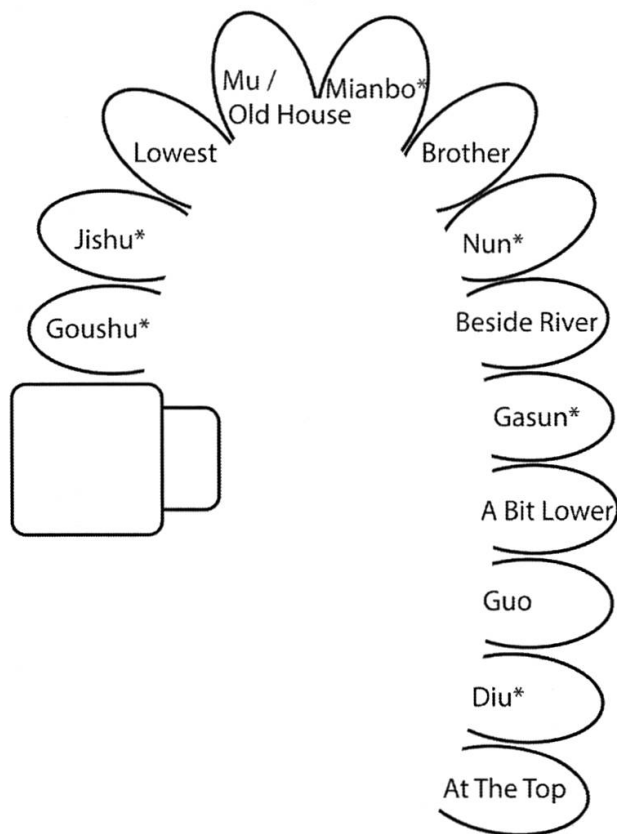 Mu /
Old House
Mianbo*
Lowest
Brother
Jishu*
Nun*
Goushu*
Beside River
Gasun*
A Bit Lower
Guo
Diu*
At The Top